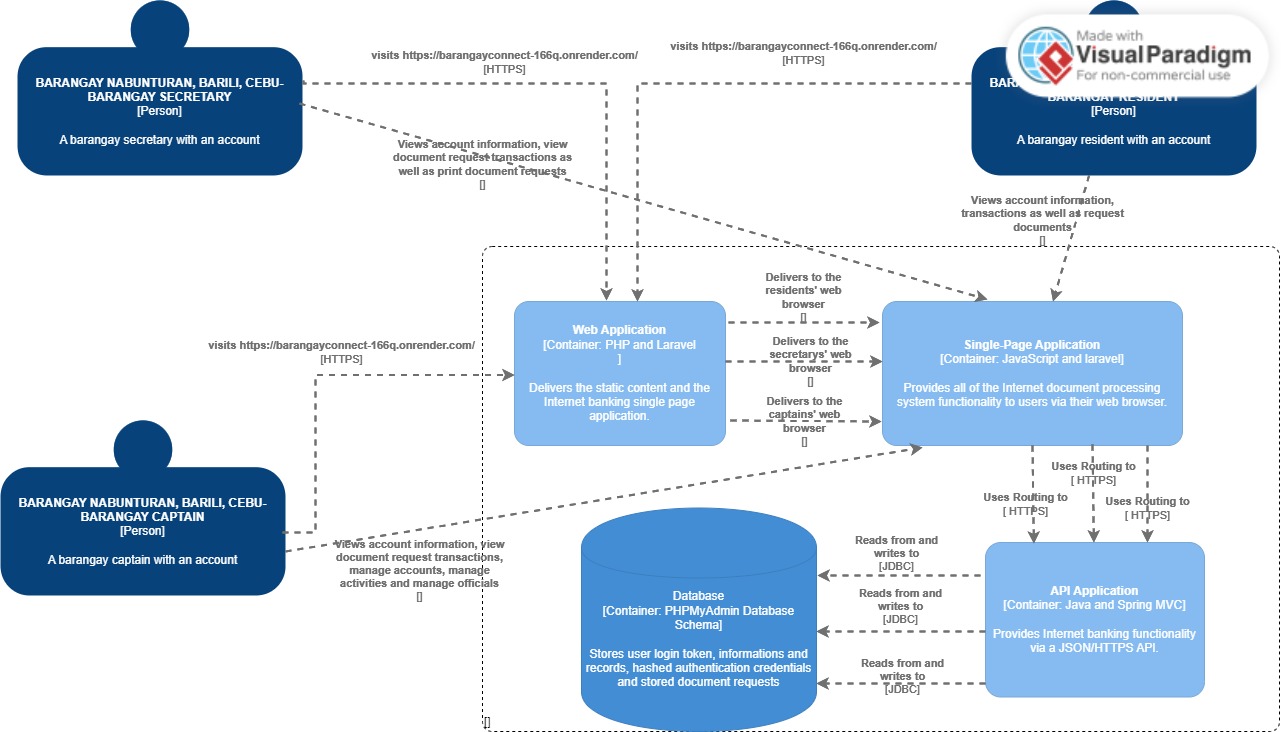 BARANGAY NABUNTURAN, BARILI, CEBU-
BARANGAY SECRETARY
[Person]
A barangay secretary with an account
visits https://barangayconnect-166q.onrender.com/
[HTTPS]
visits https://barangayconnect-166q.onrender.com/
[HTTPS]
Made with
Visual Paradigm
For non-commercial use
BARANGAY RESIDENT
[Person]
A barangay resident with an account
Views account information, view
document request transactions as
well as print document requests
[]
Views account information,
transactions as well as request
documents
[]
visits https://barangayconnect-166q.onrender.com/
[HTTPS]
Web Application
[Container: PHP and Laravel
]
Delivers the static content and the
Internet banking single page
application.
Delivers to the
residents' web
browser
[]
Delivers to the
secretarys' web
browser
[]
Delivers to the
captains' web
browser
[]
Single-Page Application
[Container: JavaScript and laravel]
Provides all of the Internet document processing
system functionality to users via their web browser.
BARANGAY NABUNTURAN, BARILI, CEBU-
BARANGAY CAPTAIN
[Person]
A barangay captain with an account
Views account information, view
document request transactions,
manage accounts, manage
activities and manage officials
[]
Uses Routing to
[ HTTPS]
Uses Routing to
[ HTTPS]
Uses Routing to
[ HTTPS]
Database
[Container: PHPMyAdmin Database
Schema]
Stores user login token, informations and
records, hashed authentication credentials
and stored document requests
Reads from and
writes to
[JDBC]
Reads from and
writes to
[JDBC]
Reads from and
writes to
[JDBC]
API Application
[Container: Java and Spring MVC]
Provides Internet banking functionality
via a JSON/HTTPS API.
[]